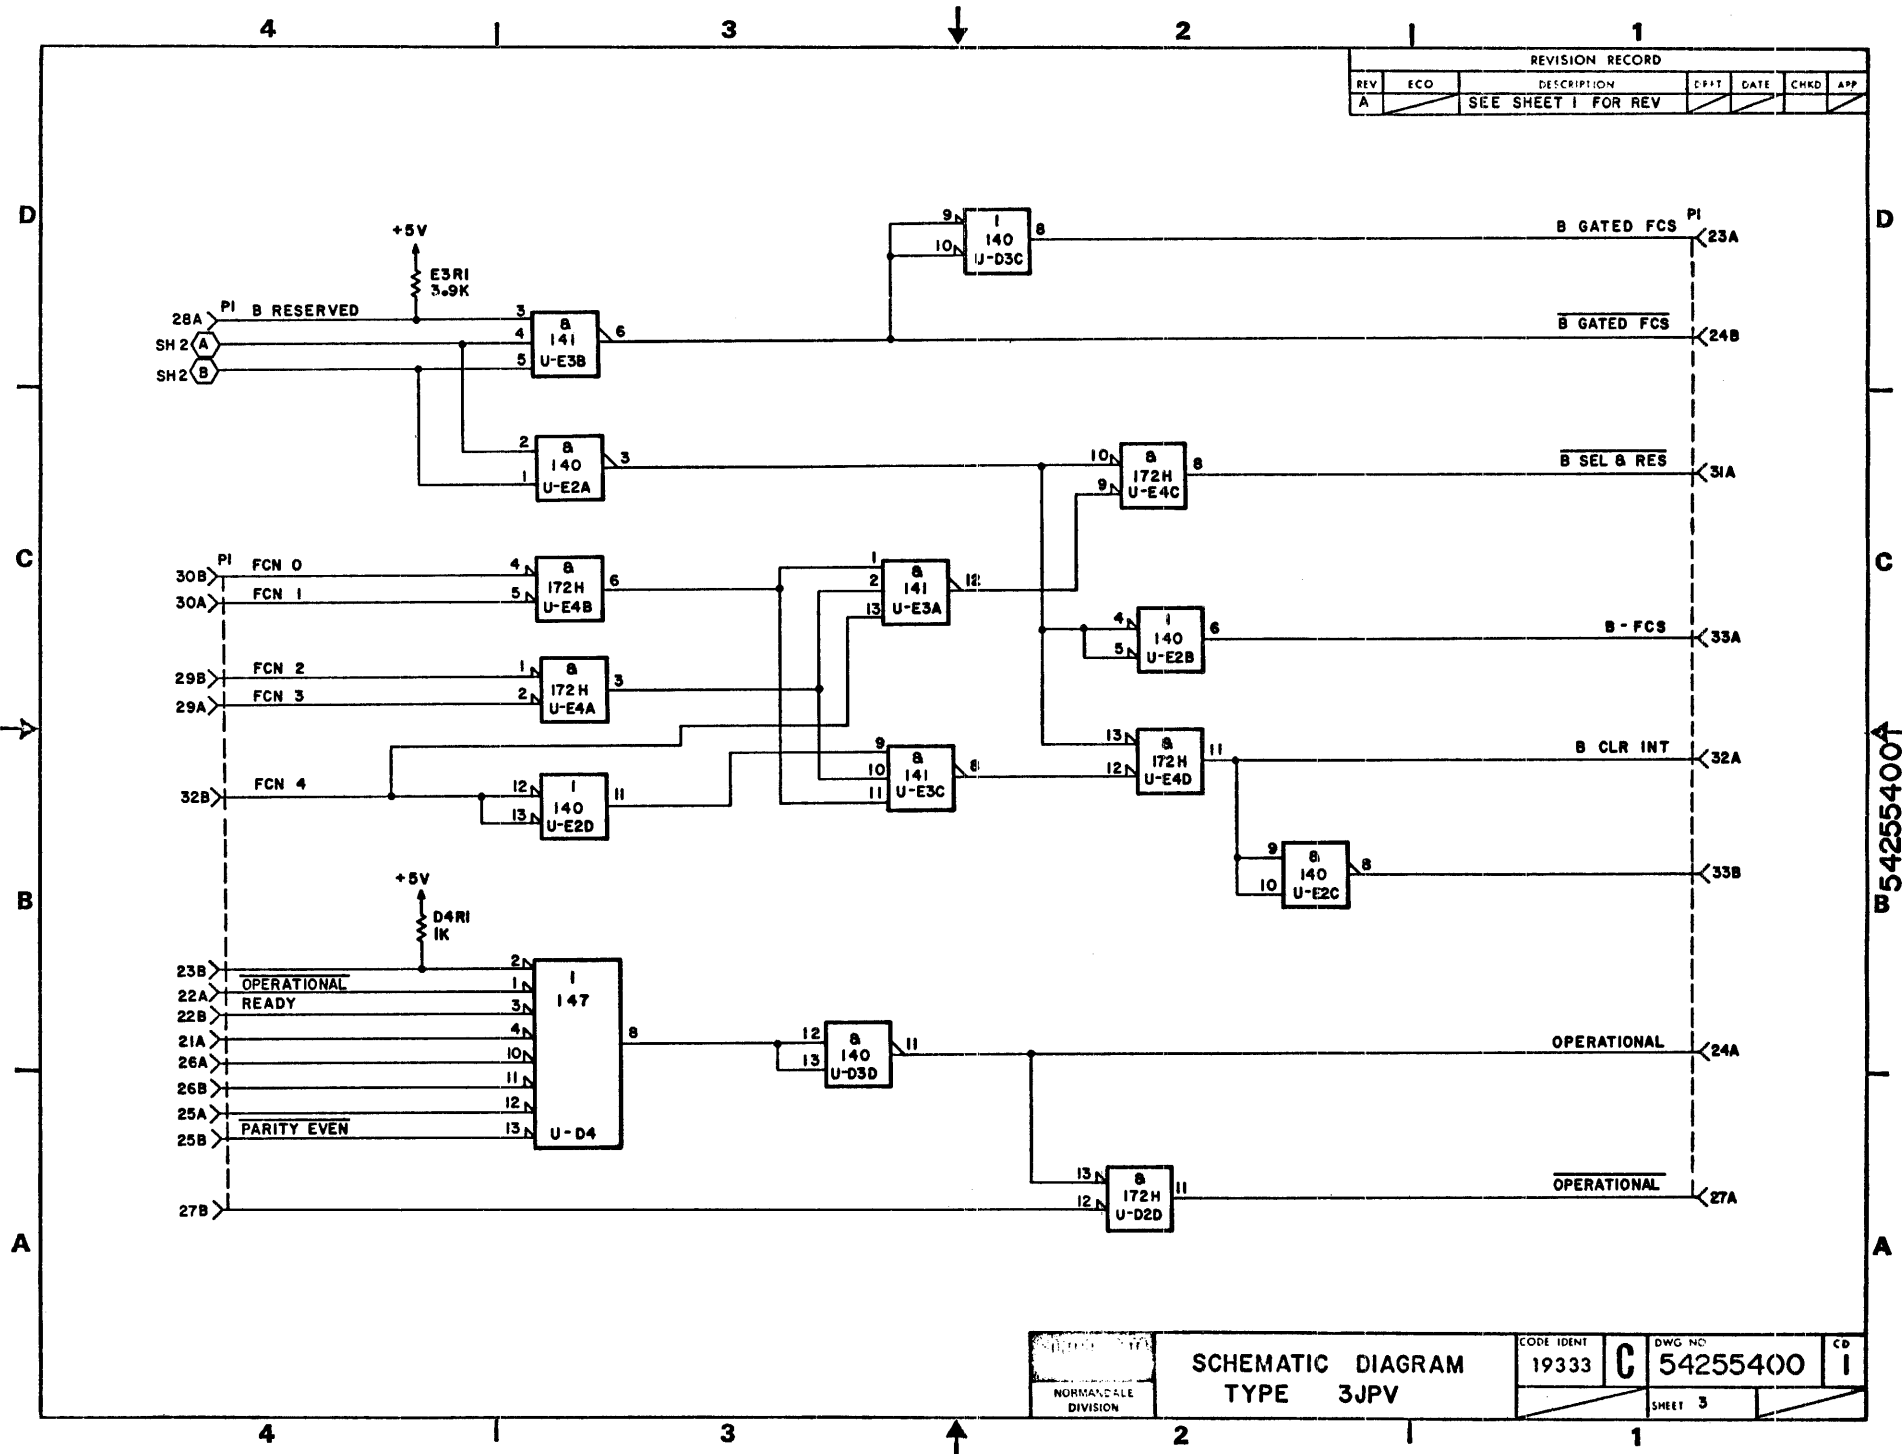 4 3 2 1
REVISION RECORD
REV ECO DESCRIPTION DATE CHKD APP
A SEE SHEET 1 FOR REV
D D
+5V
E3R1
3.9K
28A P1 B RESERVED
SH 2 A
SH2 B
3
4
5
&
141
U-E3B
6
9
10
1
140
U-D3C
8
B GATED FCS
P1
23A
B GATED FCS
24B
2
1
&
140
U-E2A
3
10
9
&
172H
U-E4C
8
B SEL & RES
31A
C C
P1
30B FCN 0
30A FCN 1
4
5
&
172H
U-E4B
6
1
2
13
&
141
U-E3A
12
29B FCN 2
29A FCN 3
1
2
&
172H
U-E4A
3
4
5
1
140
U-E2B
6
B-FCS
33A
32B FCN 4
12
13
1
140
U-E2D
11
9
10
11
&
141
U-E3C
8
13
12
&
172H
U-E4D
11
B CLR INT
32A
9
10
&
140
U-E2C
8
33B
54255400
B B
+5V
D4R1
1K
23B
OPERATIONAL
22A
READY
22B
21A
26A
26B
25A
PARITY EVEN
25B
2
1
3
4
10
11
12
13
1
147
U-D4
8
12
13
&
140
U-D3D
11
OPERATIONAL
24A
27B
13
12
&
172H
U-D2D
11
OPERATIONAL
27A
A A
NORMANDALE
DIVISION
SCHEMATIC DIAGRAM
TYPE 3JPV
CODE IDENT
19333
C
DWG NO
54255400
CD
1
SHEET 3
4 3 2 1